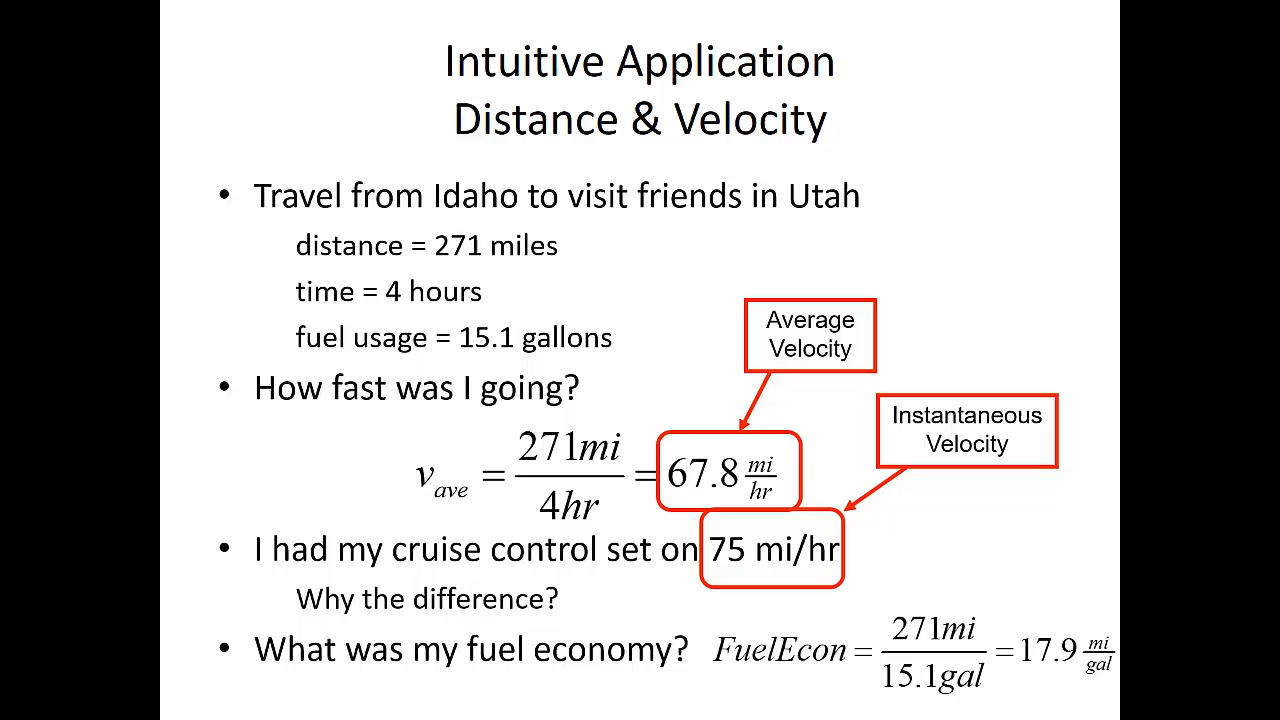 Intuitive Application
Distance & Velocity
• Travel from Idaho to visit friends in Utah
distance = 271 miles
time = 4 hours
fuel usage = 15.1 gallons
Average
Velocity
• How fast was I going?
Instantaneous
Velocity
v_ave = 271mi / 4hr = 67.8 mi/hr
• I had my cruise control set on 75 mi/hr
Why the difference?
• What was my fuel economy? FuelEcon = 271mi / 15.1gal = 17.9 mi/gal